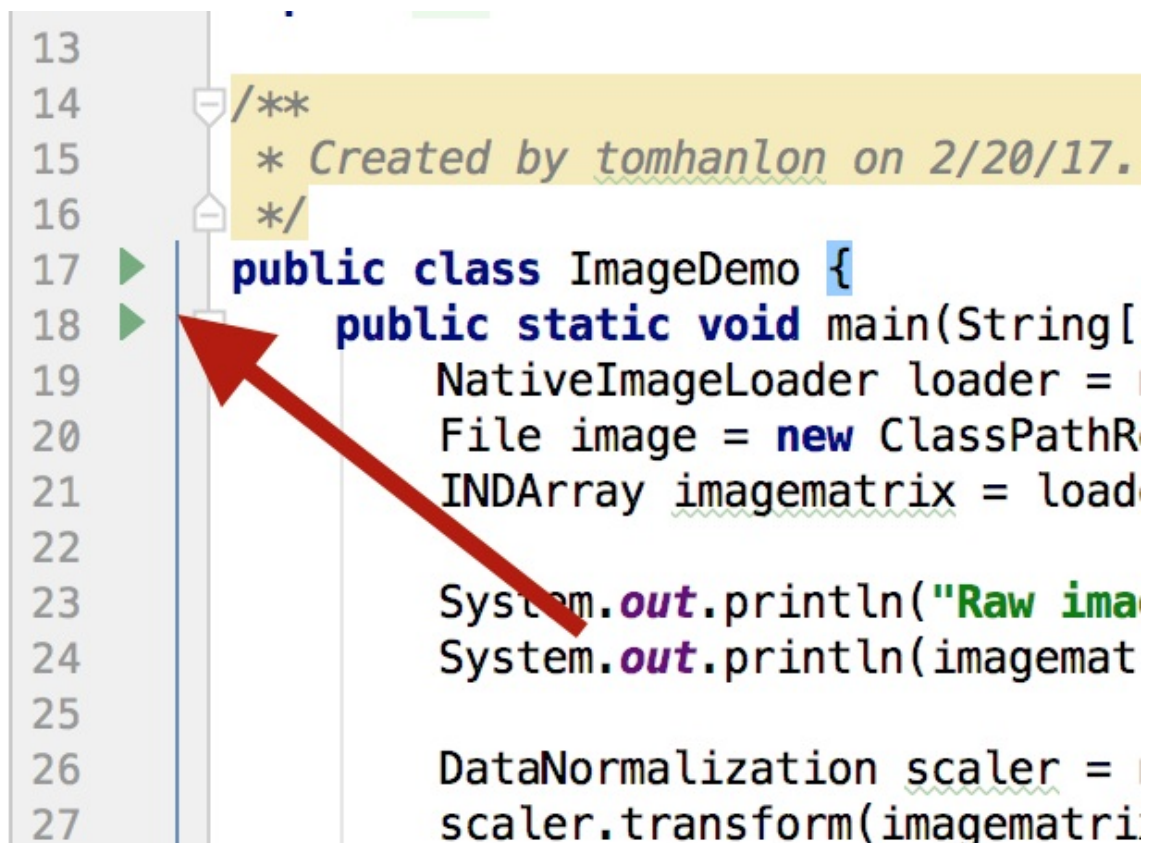 13
14 /**
15 * Created by tomhanlon on 2/20/17.
16 */
17 public class ImageDemo {
18 public static void main(String[
19 NativeImageLoader loader =
20 File image = new ClassPathR
21 INDArray imagematrix = load
22
23 System.out.println("Raw ima
24 System.out.println(imagemat
25
26 DataNormalization scaler =
27 scaler.transform(imagematri